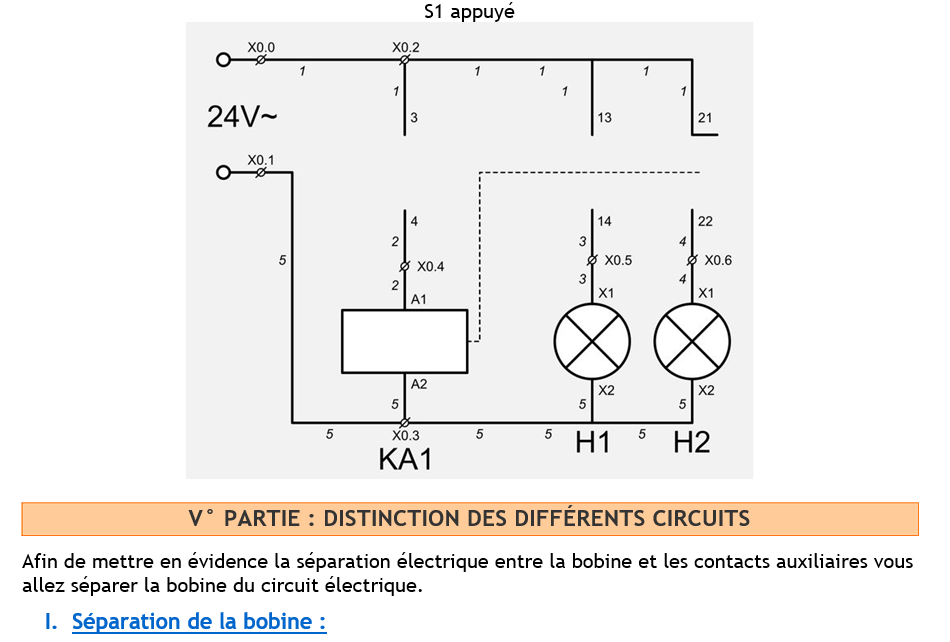 S1 appuyé
X0.0 X0.2
1 1 1 1
1 1 1
24V~ 3 13 21
X0.1
4 14 22
2 3 4
5 X0.4 X0.5 X0.6
2 3 4
A1 X1 X1
A2 X2 X2
5 5 5
5 X0.3 5 5 H1 5 H2
KA1
V° PARTIE : DISTINCTION DES DIFFÉRENTS CIRCUITS
Afin de mettre en évidence la séparation électrique entre la bobine et les contacts auxiliaires vous
allez séparer la bobine du circuit électrique.
I. Séparation de la bobine :